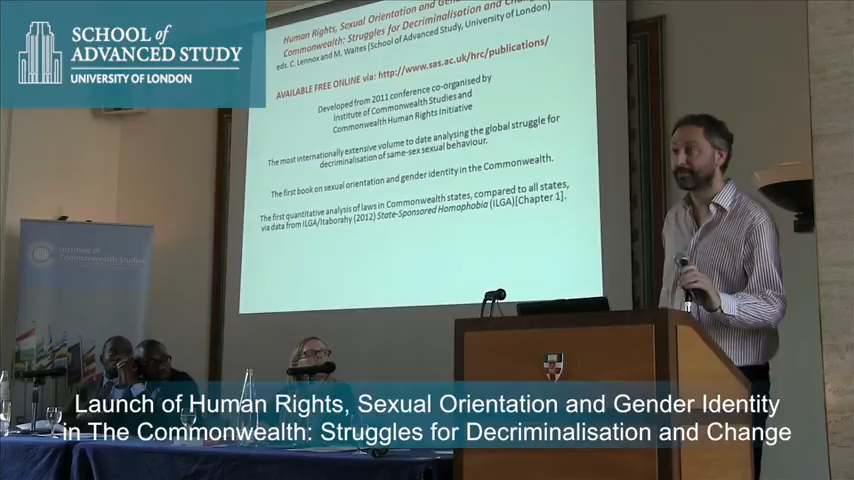 SCHOOL of
ADVANCED STUDY
UNIVERSITY OF LONDON
Human Rights, Sexual Orientation and Gender
Commonwealth: Struggles for Decriminalisation and Change
eds. C. Lennox and M. Waites (School of Advanced Study, University of London)
AVAILABLE FREE ONLINE via: http://www.sas.ac.uk/hrc/publications/
Developed from 2011 conference co-organised by
Institute of Commonwealth Studies and
Commonwealth Human Rights Initiative
The most internationally extensive volume to date analysing the global struggle for
decriminalisation of same-sex sexual behaviour.
The first book on sexual orientation and gender identity in the Commonwealth.
The first quantitative analysis of laws in Commonwealth states, compared to all states,
via data from ILGA/Itaborahy (2012) State-Sponsored Homophobia (ILGA)[Chapter 1].
Institute of
Commonwealth Studies
Launch of Human Rights, Sexual Orientation and Gender Identity
in The Commonwealth: Struggles for Decriminalisation and Change